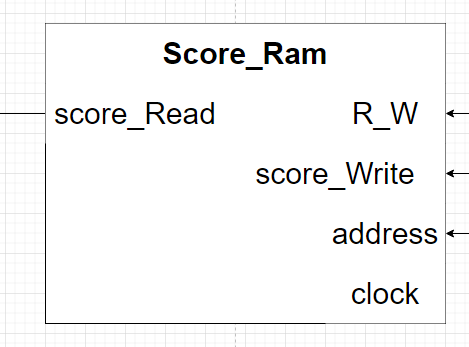 Score_Ram
score_Read R_W
score_Write
address
clock